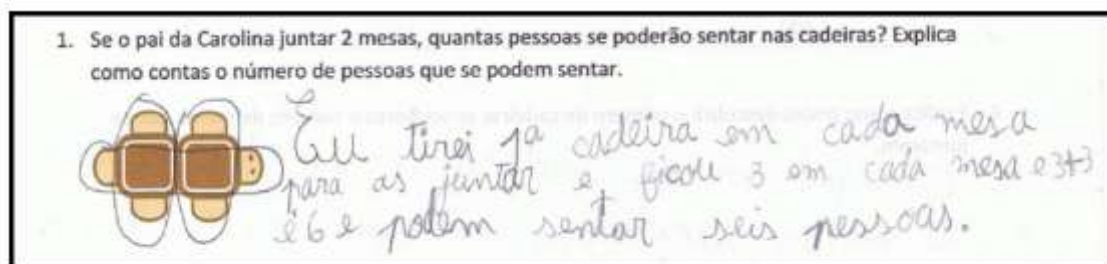 1. Se o pai da Carolina juntar 2 mesas, quantas pessoas se poderão sentar nas cadeiras? Explica
como contas o número de pessoas que se podem sentar.
Eu tirei 1ª cadeira em cada mesa
para as juntar e ficou 3 em cada mesa e 3+3
é 6 e podem sentar seis pessoas.